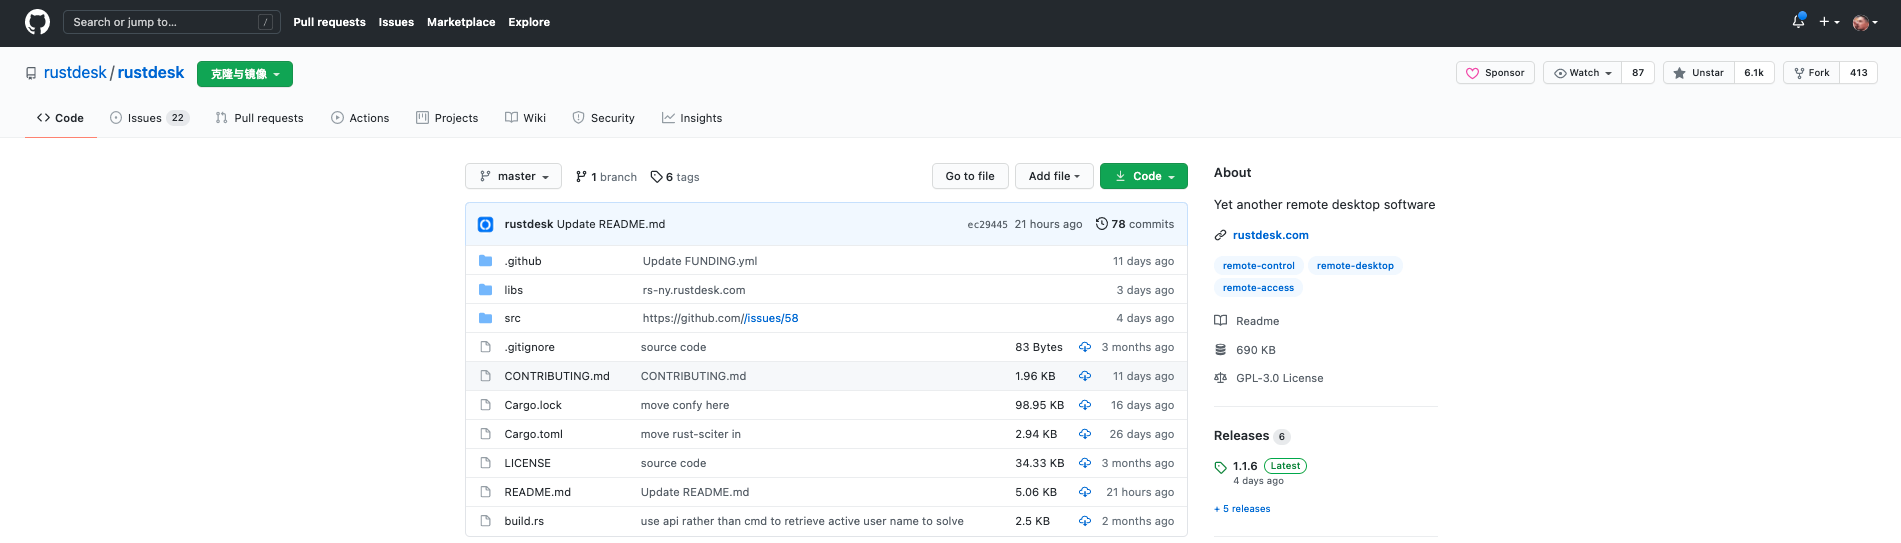 Search or jump to... / Pull requests Issues Marketplace Explore
rustdesk / rustdesk 克隆与镜像 Sponsor Watch 87 Unstar 6.1k Fork 413
Code Issues 22 Pull requests Actions Projects Wiki Security Insights
master 1 branch 6 tags Go to file Add file Code
rustdesk Update README.md ec29445 21 hours ago 78 commits
.github Update FUNDING.yml 11 days ago
libs rs-ny.rustdesk.com 3 days ago
src https://github.com//issues/58 4 days ago
.gitignore source code 83 Bytes 3 months ago
CONTRIBUTING.md CONTRIBUTING.md 1.96 KB 11 days ago
Cargo.lock move confy here 98.95 KB 16 days ago
Cargo.toml move rust-sciter in 2.94 KB 26 days ago
LICENSE source code 34.33 KB 3 months ago
README.md Update README.md 5.06 KB 21 hours ago
build.rs use api rather than cmd to retrieve active user name to solve 2.5 KB 2 months ago
About
Yet another remote desktop software
rustdesk.com
remote-control remote-desktop
remote-access
Readme
690 KB
GPL-3.0 License
Releases 6
1.1.6 Latest
4 days ago
+ 5 releases